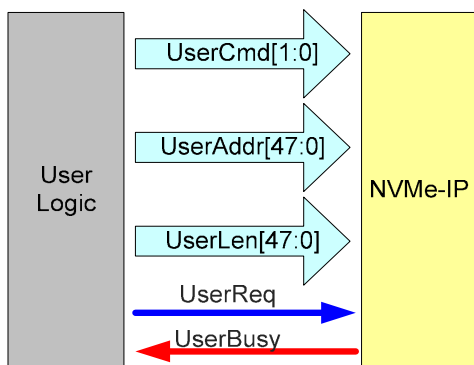 UserCmd[1:0]
UserAddr[47:0]
User
Logic
NVMe-IP
UserLen[47:0]
UserReq
UserBusy